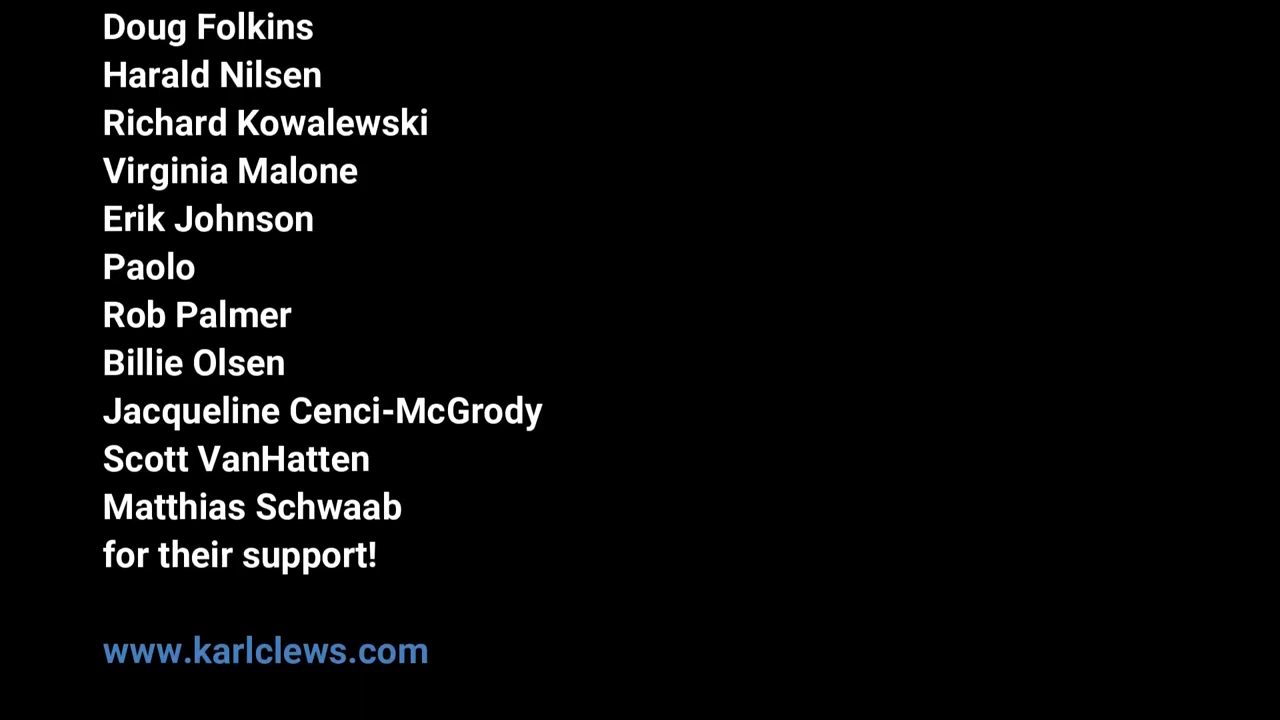 Doug Folkins
Harald Nilsen
Richard Kowalewski
Virginia Malone
Erik Johnson
Paolo
Rob Palmer
Billie Olsen
Jacqueline Cenci-McGrody
Scott VanHatten
Matthias Schwaab
for their support!
www.karlclews.com